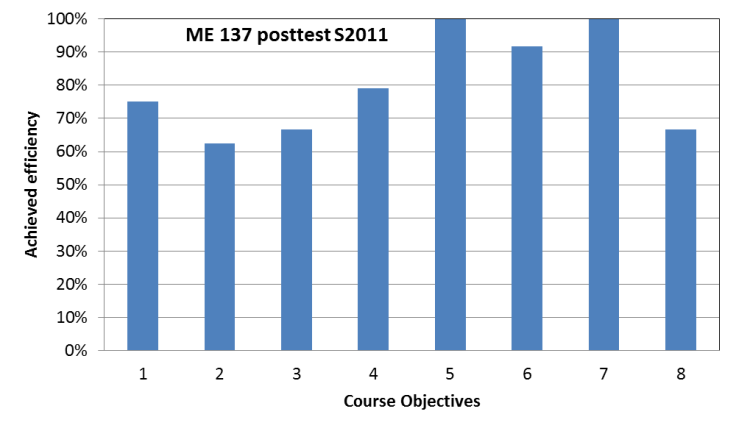 ME 137 posttest S2011
100%
90%
80%
70%
60%
50%
40%
30%
20%
10%
0%
Achieved efficiency
1 2 3 4 5 6 7 8
Course Objectives